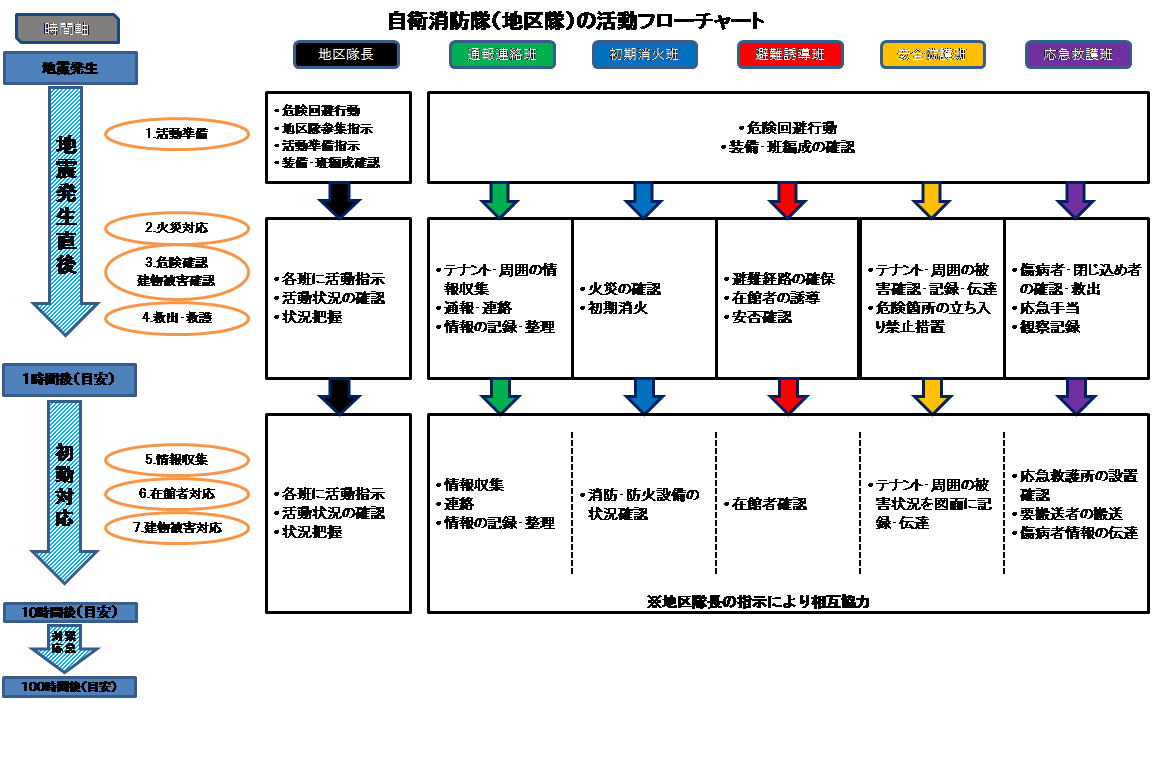 自衛消防隊（地区隊）の活動フローチャート
時間軸
地区隊長
通報連絡班
初期消火班
避難誘導班
安全防護班
応急救護班
地震発生
地震発生直後
1.活動準備
・危険回避行動
・地区隊参集指示
・活動準備指示
・装備・班編成確認
・危険回避行動
・装備・班編成の確認
2.火災対応
3.危険確認
建物被害確認
4.救出・救護
・各班に活動指示
・活動状況の確認
・状況把握
・テナント・周囲の情
報収集
・通報・連絡
・情報の記録・整理
・火災の確認
・初期消火
・避難経路の確保
・在館者の誘導
・安否確認
・テナント・周囲の被
害確認・記録・伝達
・危険箇所の立ち入
り禁止措置
・傷病者・閉じ込め者
の確認・救出
・応急手当
・観察記録
1時間後（目安）
初動対応
5.情報収集
6.在館者対応
7.建物被害対応
・各班に活動指示
・活動状況の確認
・状況把握
・情報収集
・連絡
・情報の記録・整理
・消防・防火設備の
状況確認
・在館者確認
・テナント・周囲の被
害状況を図面に記
録・伝達
・応急救護所の設置
確認
・要搬送者の搬送
・傷病者情報の伝達
※地区隊長の指示により相互協力
10時間後（目安）
応急
対策
100時間後（目安）